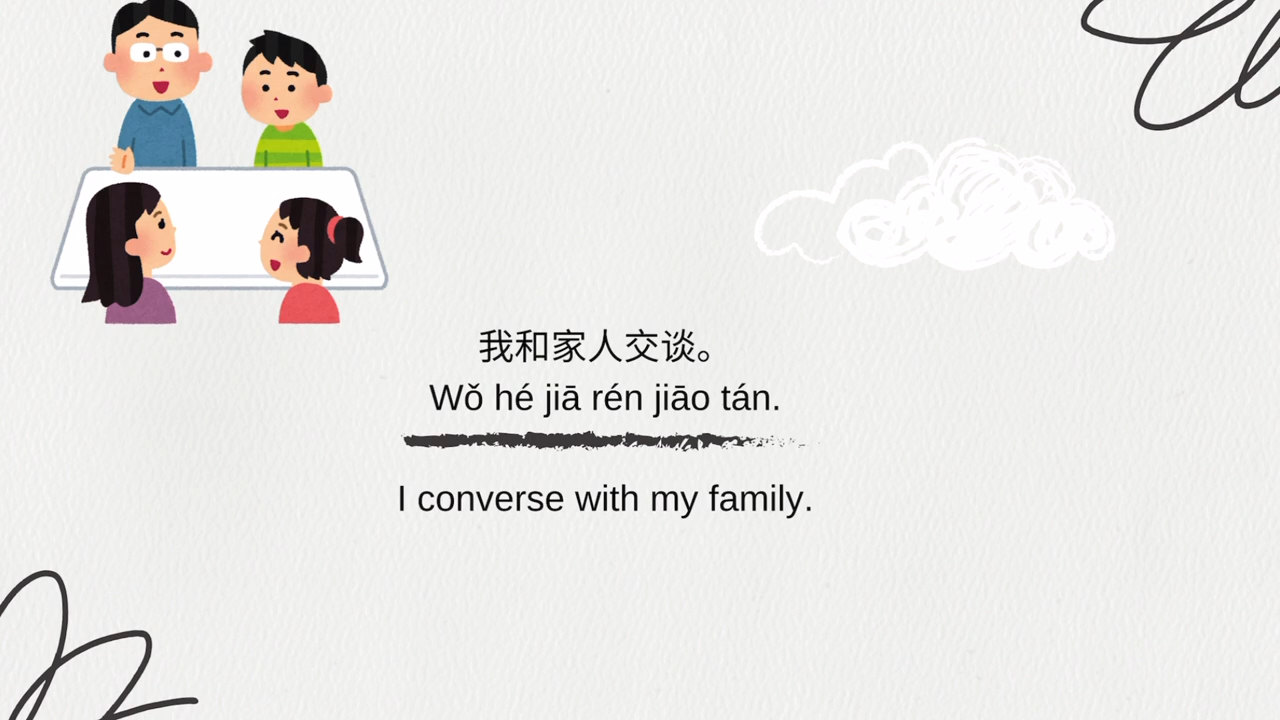 我和家人交谈。
Wǒ hé jiā rén jiāo tán.
I converse with my family.